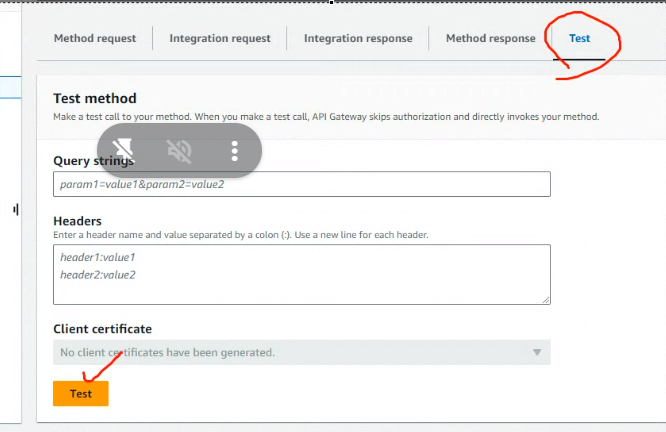 Method request Integration request Integration response Method response Test
Test method
Make a test call to your method. When you make a test call, API Gateway skips authorization and directly invokes your method.
Query strings
param1=value1&param2=value2
Headers
Enter a header name and value separated by a colon (:). Use a new line for each header.
header1:value1
header2:value2
Client certificate
No client certificates have been generated.
Test